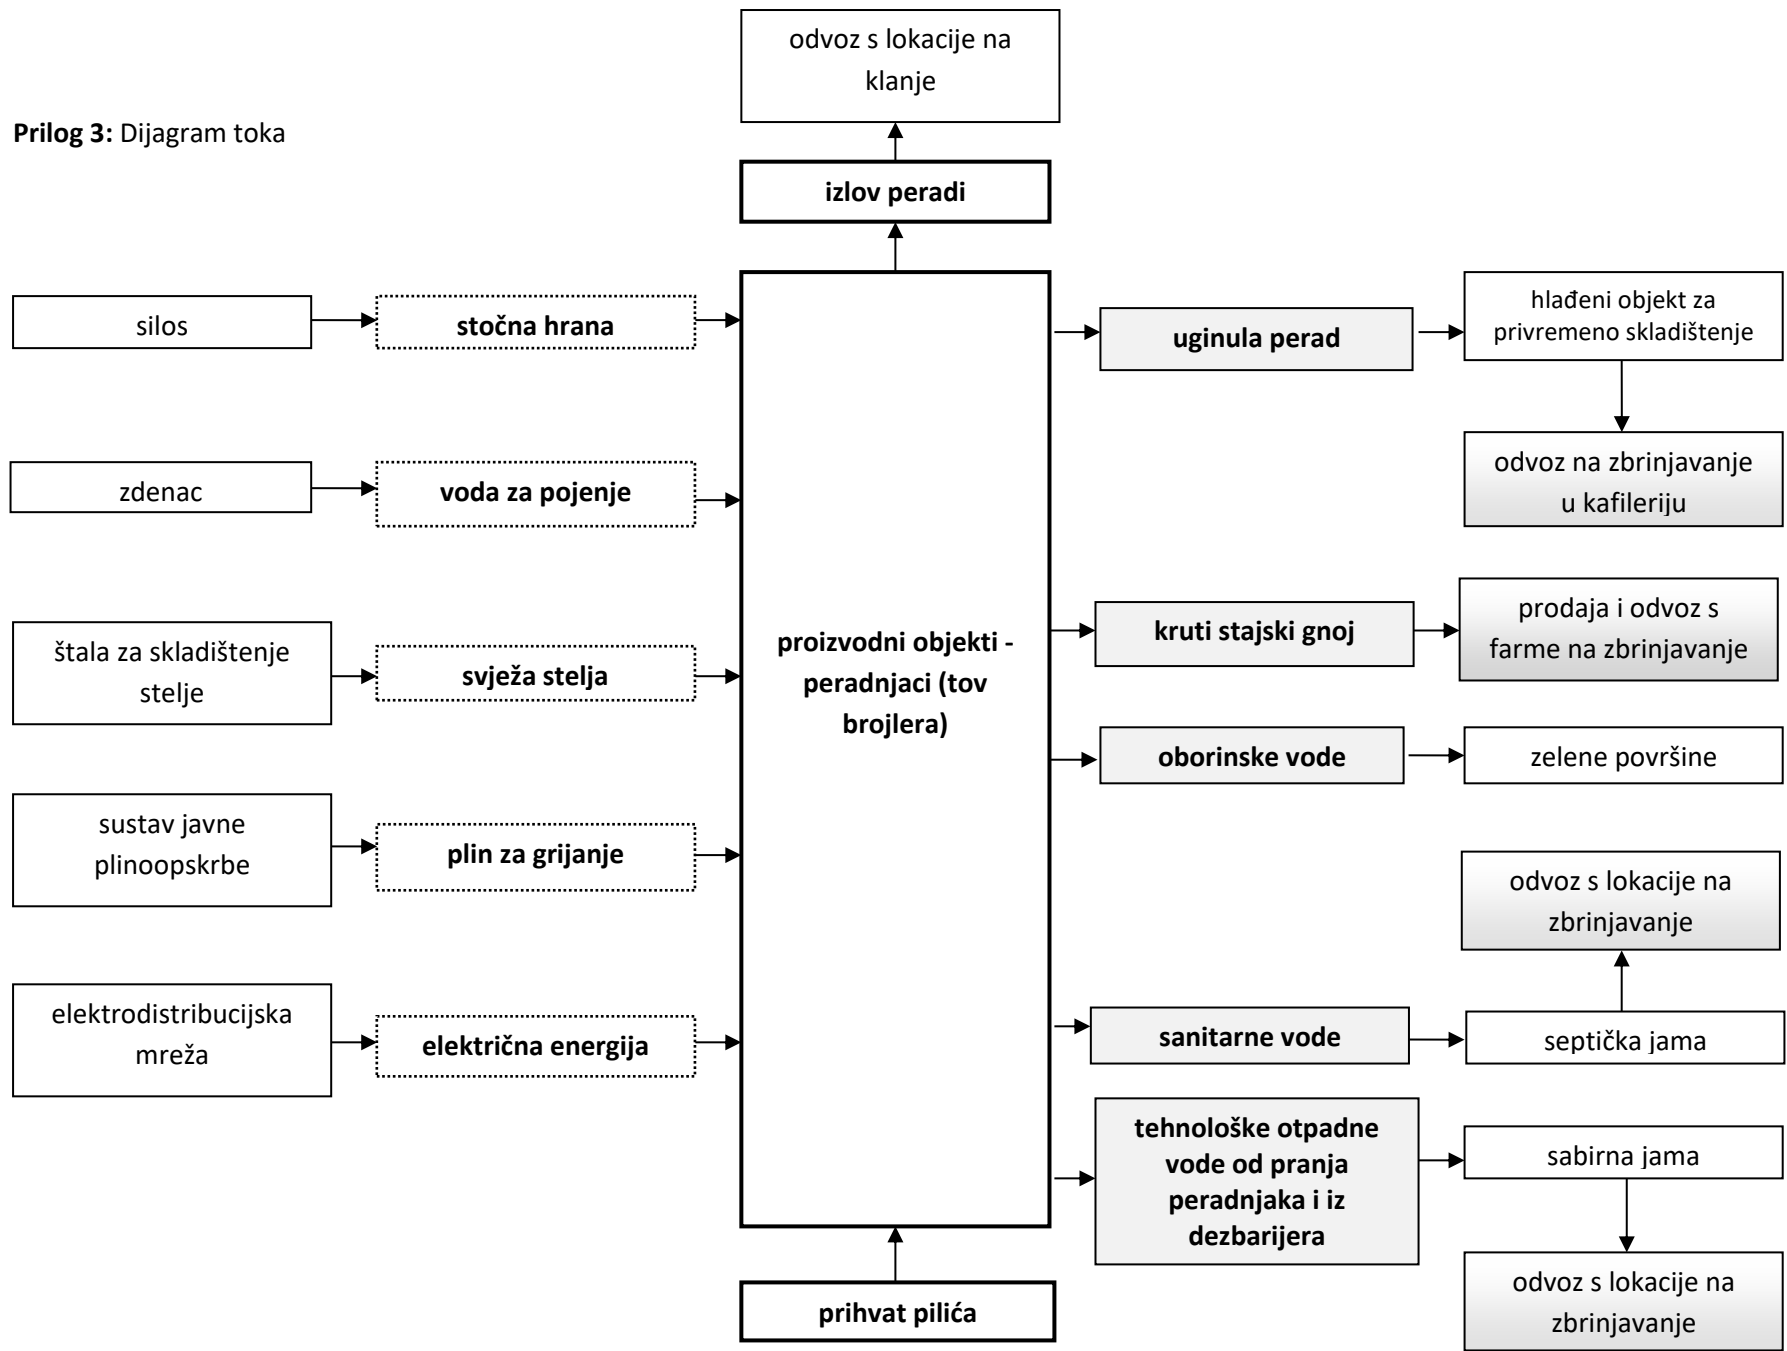 odvoz s lokacije na
klanje
Prilog 3: Dijagram toka
izlov peradi
silos
stočna hrana
uginula perad
hlađeni objekt za
privremeno skladištenje
odvoz na zbrinjavanje
u kafileriju
zdenac
voda za pojenje
štala za skladištenje
stelje
svježa stelja
proizvodni objekti -
peradnjaci (tov
brojlera)
kruti stajski gnoj
prodaja i odvoz s
farme na zbrinjavanje
oborinske vode
zelene površine
sustav javne
plinoopskrbe
plin za grijanje
odvoz s lokacije na
zbrinjavanje
elektrodistribucijska
mreža
električna energija
sanitarne vode
septička jama
tehnološke otpadne
vode od pranja
peradnjaka i iz
dezbarijera
sabirna jama
odvoz s lokacije na
zbrinjavanje
prihvat pilića